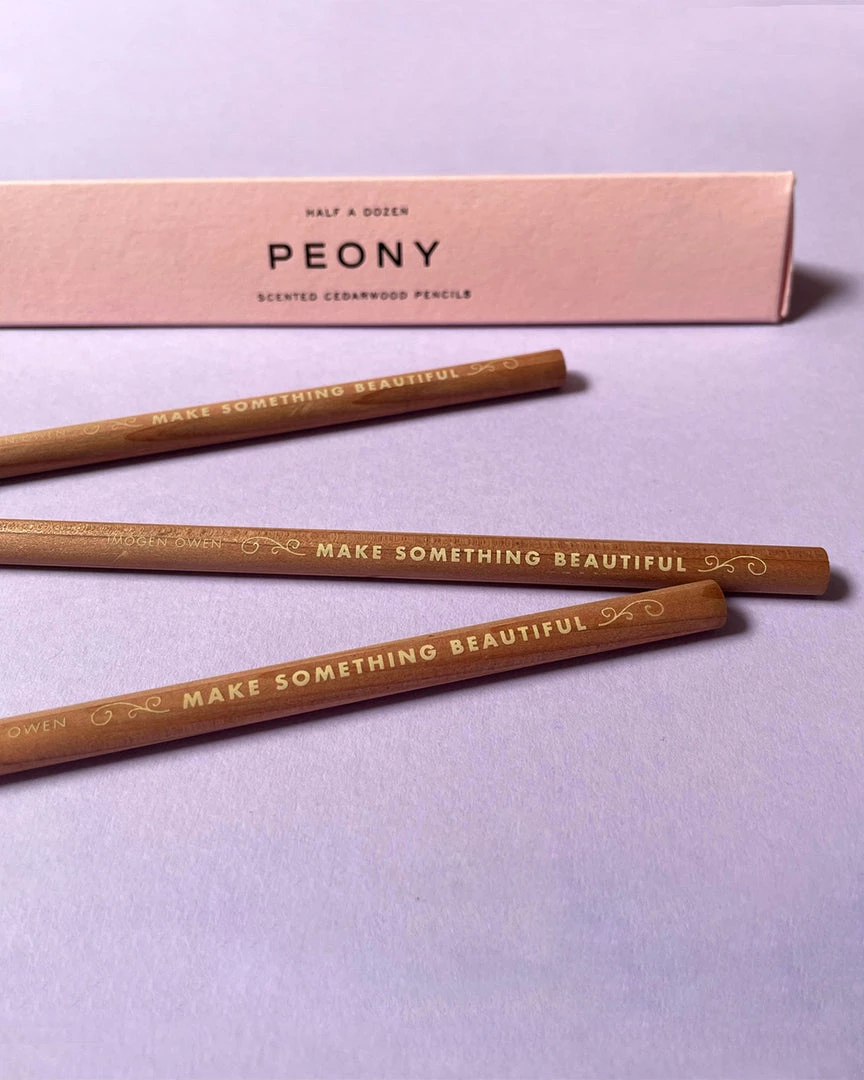 HALF A DOZEN
PEONY
SCENTED CEDARWOOD PENCILS
MAKE SOMETHING BEAUTIFUL
IMOGEN OWEN MAKE SOMETHING BEAUTIFUL
OWEN MAKE SOMETHING BEAUTIFUL